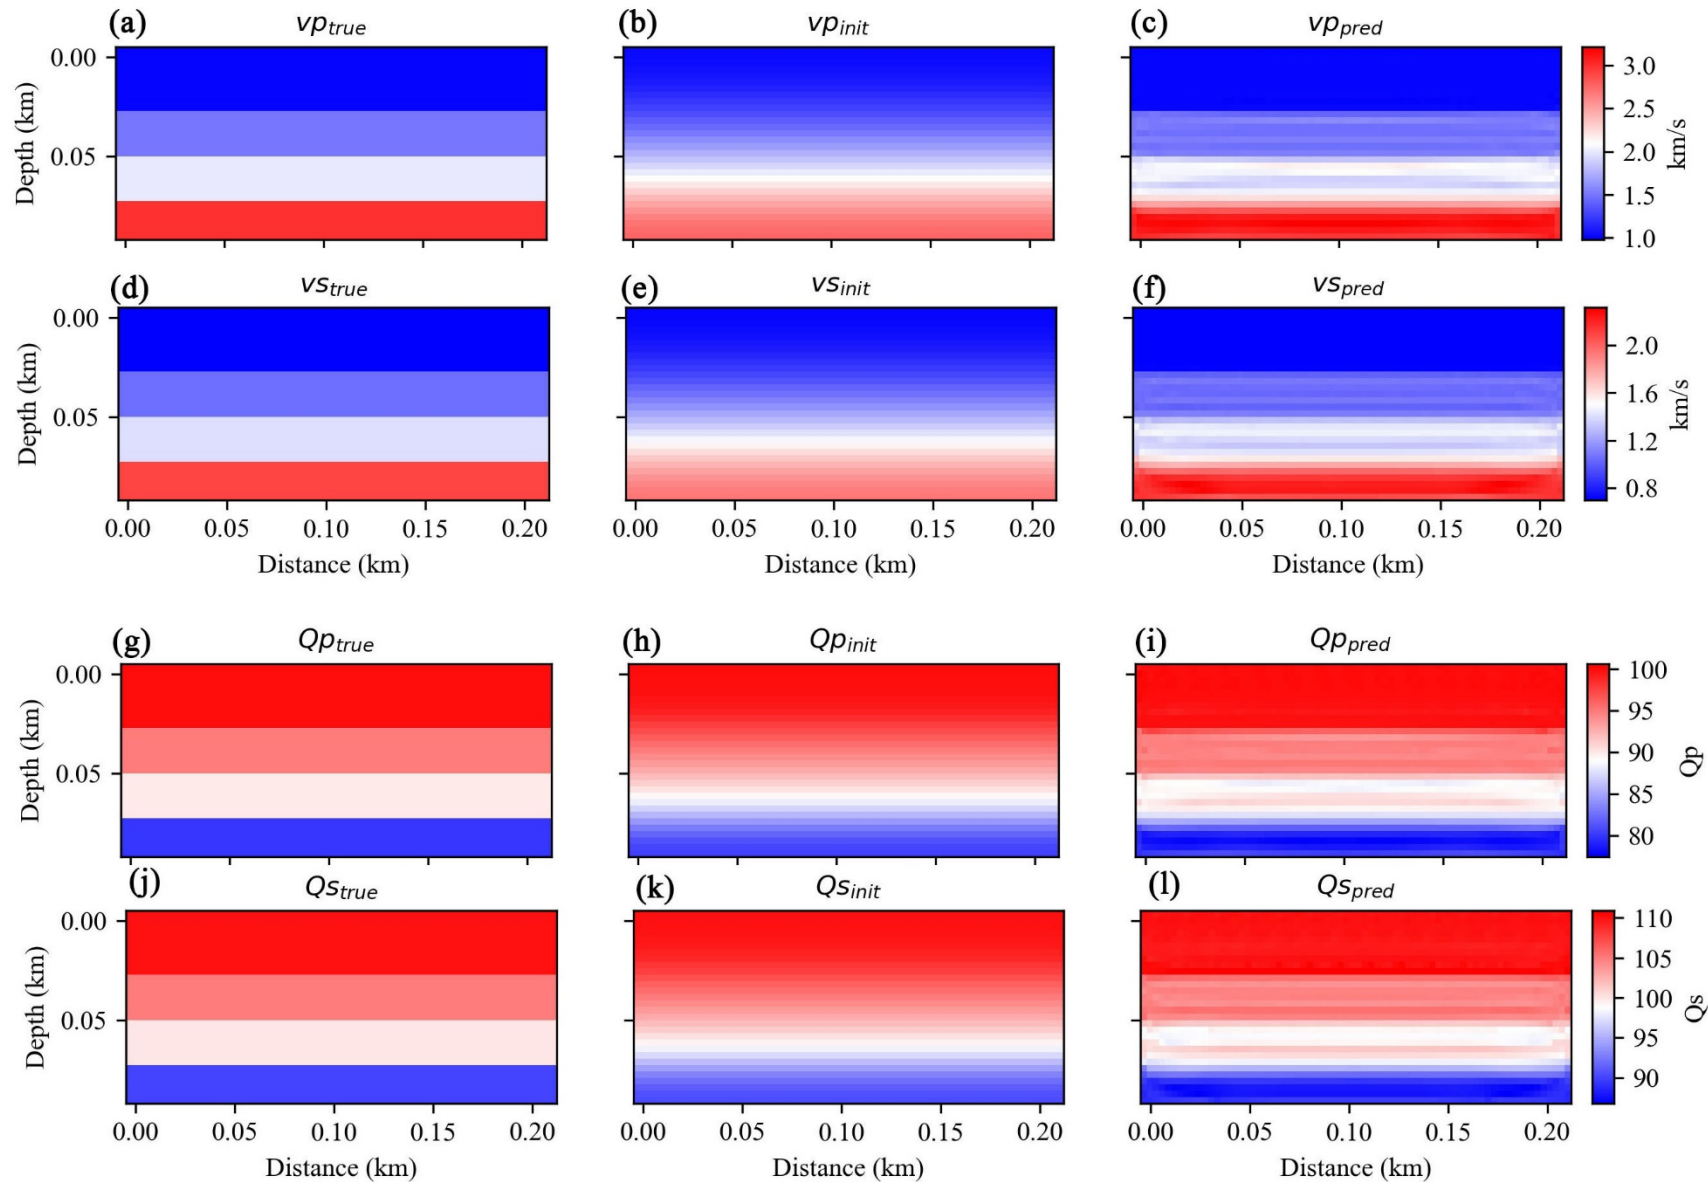 (a) vp_true (b) vp_init (c) vp_pred
0.00
0.05
Depth (km)
3.0
2.5
2.0
1.5
1.0
km/s
(d) vs_true (e) vs_init (f) vs_pred
0.00
0.05
Depth (km)
2.0
1.6
1.2
0.8
km/s
0.00 0.05 0.10 0.15 0.20 0.00 0.05 0.10 0.15 0.20 0.00 0.05 0.10 0.15 0.20
Distance (km) Distance (km) Distance (km)
(g) Qp_true (h) Qp_init (i) Qp_pred
0.00
0.05
Depth (km)
100
95
90
85
80
Qp
(j) Qs_true (k) Qs_init (l) Qs_pred
0.00
0.05
Depth (km)
110
105
100
95
90
Qs
0.00 0.05 0.10 0.15 0.20 0.00 0.05 0.10 0.15 0.20 0.00 0.05 0.10 0.15 0.20
Distance (km) Distance (km) Distance (km)